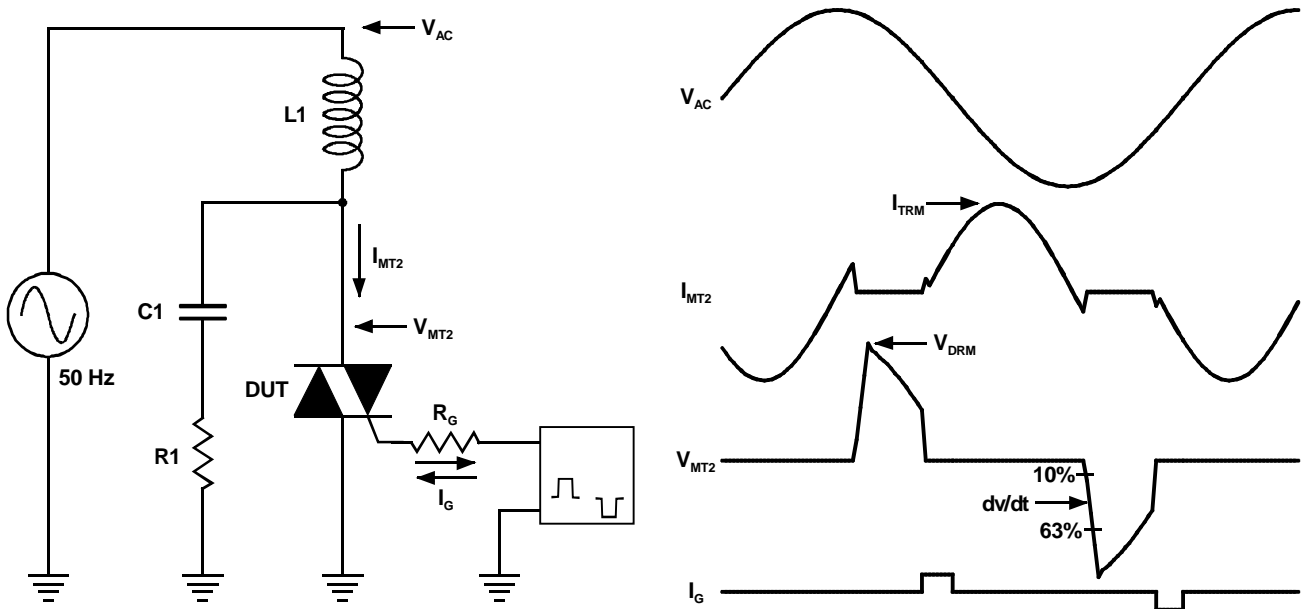 V_AC
L1
I_MT2
C1
V_MT2
50 Hz
DUT
R_G
R1
I_G
V_AC
I_TRM
I_MT2
V_DRM
V_MT2
10%
dv/dt
63%
I_G